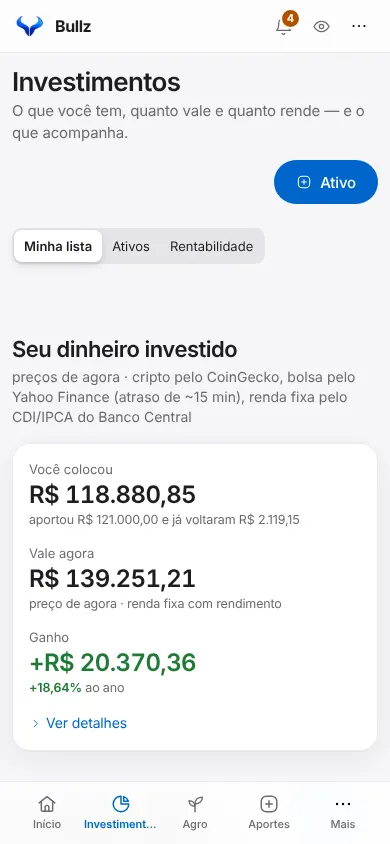 Bullz
4
Investimentos
O que você tem, quanto vale e quanto rende — e o
que acompanha.
Ativo
Minha lista
Ativos
Rentabilidade
Seu dinheiro investido
preços de agora · cripto pelo CoinGecko, bolsa pelo
Yahoo Finance (atraso de ~15 min), renda fixa pelo
CDI/IPCA do Banco Central
Você colocou
R$ 118.880,85
aportou R$ 121.000,00 e já voltaram R$ 2.119,15
Vale agora
R$ 139.251,21
preço de agora · renda fixa com rendimento
Ganho
+R$ 20.370,36
+18,64% ao ano
Ver detalhes
Início
Investiment...
Agro
Aportes
Mais